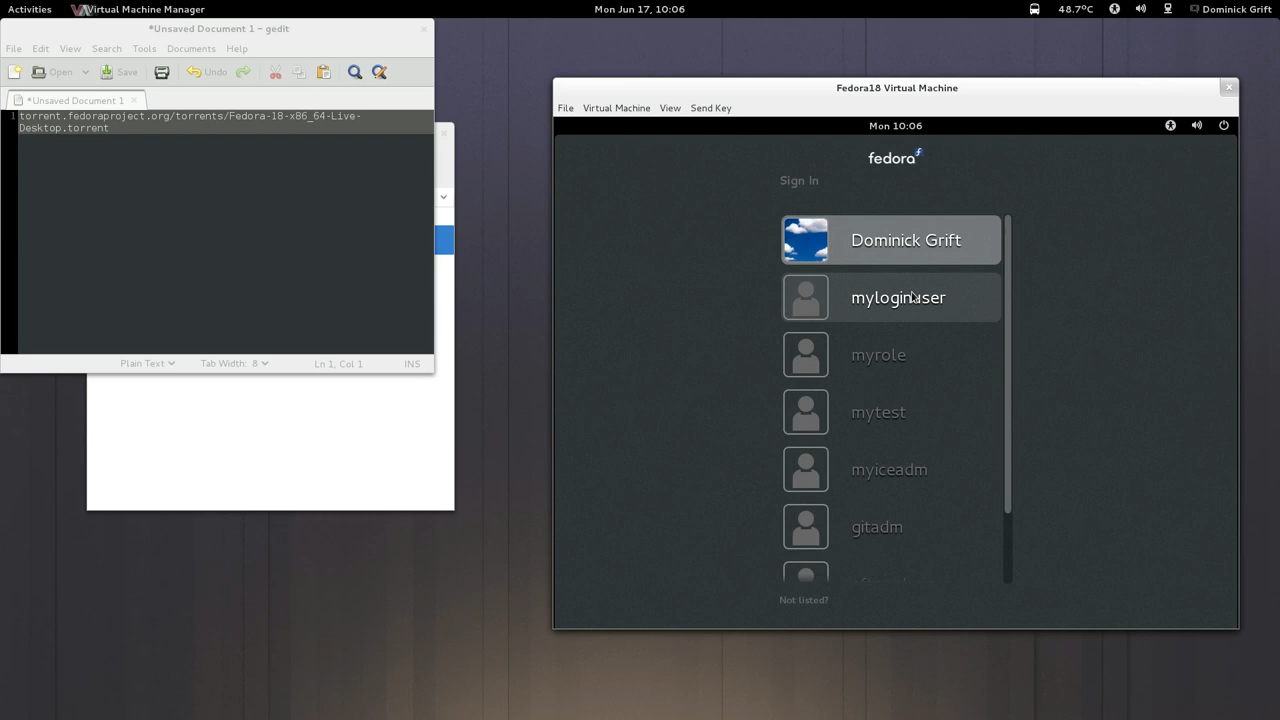 Activities
Virtual Machine Manager
Mon Jun 17, 10:06
48.7°C
Dominick Grift
*Unsaved Document 1 – gedit
File Edit View Search Tools Documents Help
Open
Save
Undo
*Unsaved Document 1
1
torrent.fedoraproject.org/torrents/Fedora-18-x86_64-Live-
Desktop.torrent
Plain Text
Tab Width: 8
Ln 1, Col 1
INS
Fedora18 Virtual Machine
File Virtual Machine View Send Key
Mon 10:06
fedora
Sign In
Dominick Grift
myloginuser
myrole
mytest
myiceadm
gitadm
Not listed?